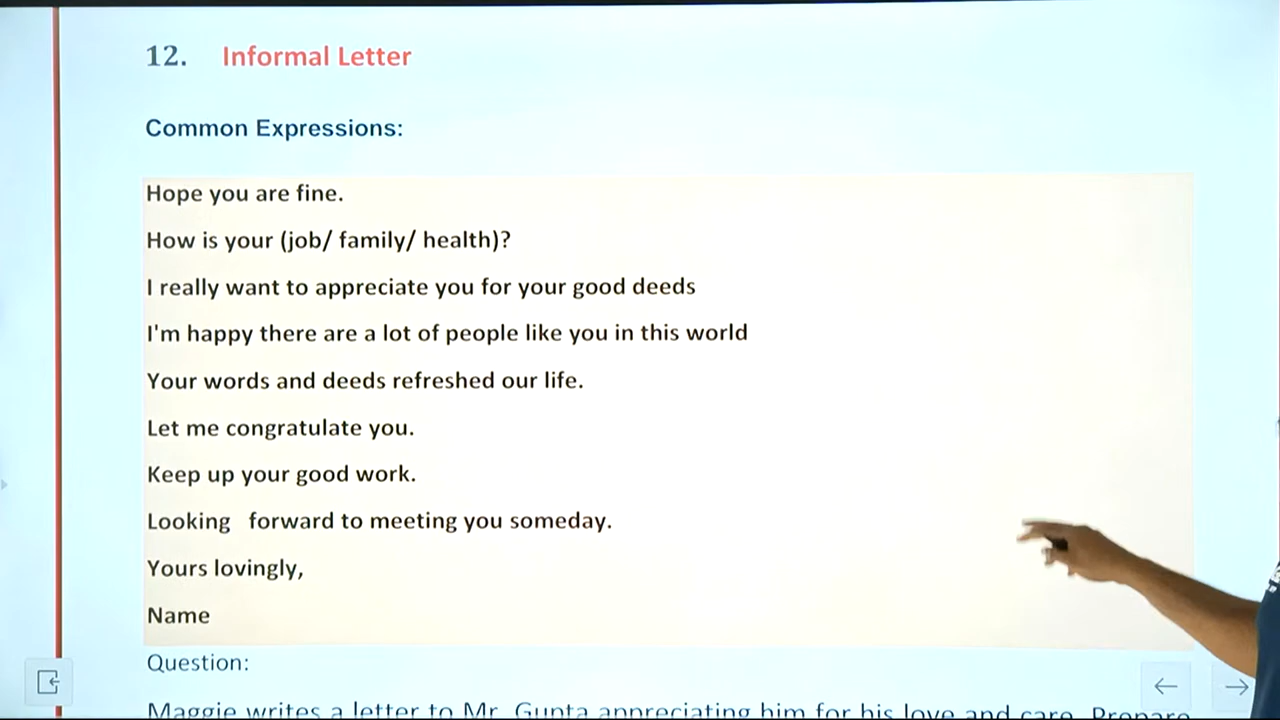 12. Informal Letter
Common Expressions:
Hope you are fine.
How is your (job/ family/ health)?
I really want to appreciate you for your good deeds
I'm happy there are a lot of people like you in this world
Your words and deeds refreshed our life.
Let me congratulate you.
Keep up your good work.
Looking forward to meeting you someday.
Yours lovingly,
Name
Question:
Maggie writes a letter to Mr. Gupta appreciating him for his love and care. Prepare